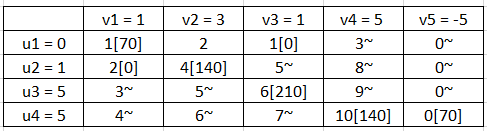 v1 = 1 v2 = 3 v3 = 1 v4 = 5 v5 = -5
u1 = 0 1[70] 2 1[0] 3~ 0~
u2 = 1 2[0] 4[140] 5~ 8~ 0~
u3 = 5 3~ 5~ 6[210] 9~ 0~
u4 = 5 4~ 6~ 7~ 10[140] 0[70]